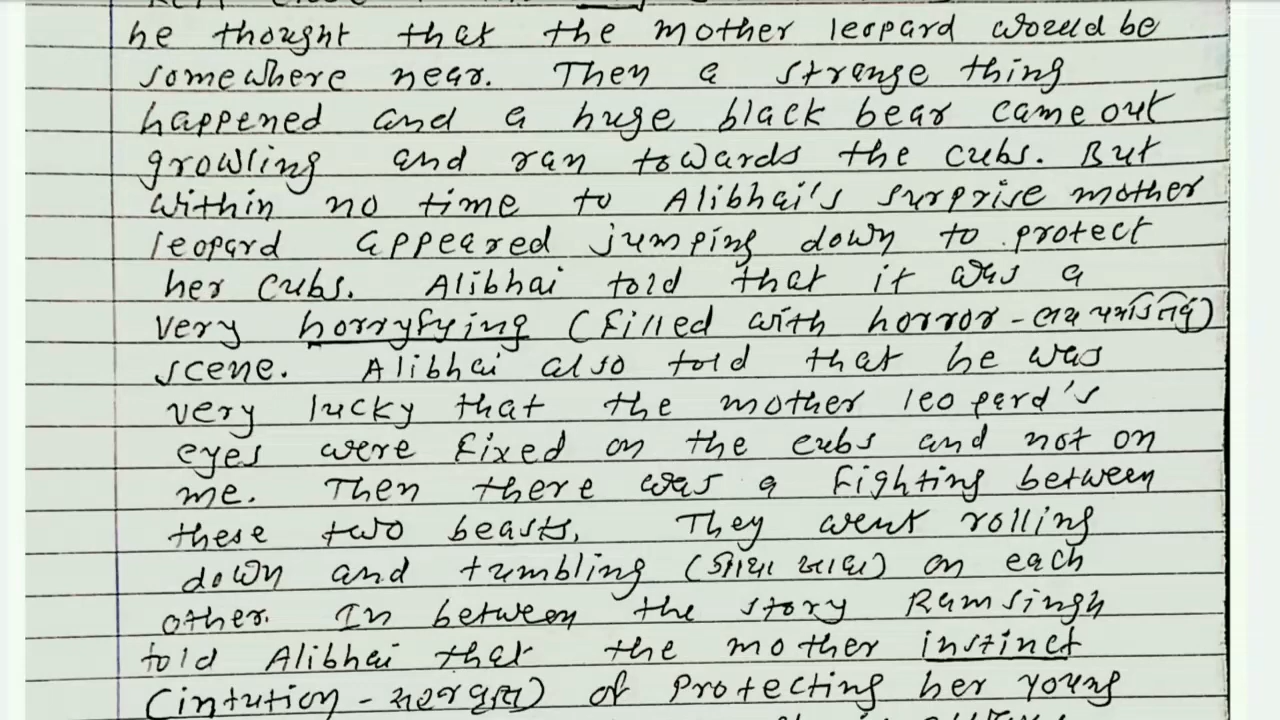 he thought that the mother leopard would be
somewhere near. Then a strange thing
happened and a huge black bear came out
growling and ran towards the cubs. But
within no time to Alibhai's surprise mother
leopard appeared jumping down to protect
her cubs. Alibhai told that it was a
very horryfying (filled with horror -
scene. Alibhai also told that he was
very lucky that the mother leopard's
eyes were fixed on the cubs and not on
me. Then there was a fighting between
these two beasts. They went rolling
down and tumbling ( ) on each
other. In between the story Ramsingh
told Alibhai that the mother instinct
(intution - ) of protecting her young